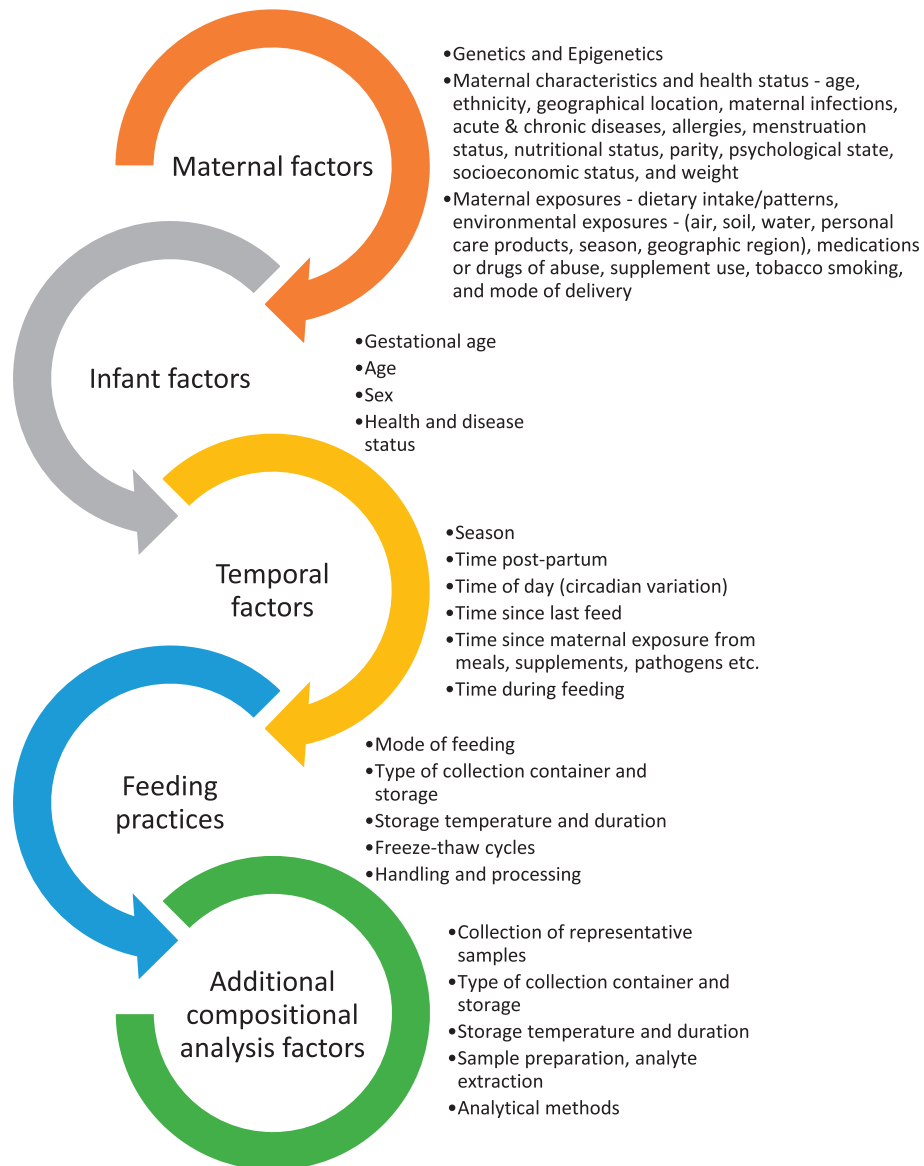 Maternal factors
•Genetics and Epigenetics
•Maternal characteristics and health status - age,
ethnicity, geographical location, maternal infections,
acute & chronic diseases, allergies, menstruation
status, nutritional status, parity, psychological state,
socioeconomic status, and weight
•Maternal exposures - dietary intake/patterns,
environmental exposures - (air, soil, water, personal
care products, season, geographic region), medications
or drugs of abuse, supplement use, tobacco smoking,
and mode of delivery
Infant factors
•Gestational age
•Age
•Sex
•Health and disease
status
Temporal
factors
•Season
•Time post-partum
•Time of day (circadian variation)
•Time since last feed
•Time since maternal exposure from
meals, supplements, pathogens etc.
•Time during feeding
Feeding
practices
•Mode of feeding
•Type of collection container and
storage
•Storage temperature and duration
•Freeze-thaw cycles
•Handling and processing
Additional
compositional
analysis factors
•Collection of representative
samples
•Type of collection container and
storage
•Storage temperature and duration
•Sample preparation, analyte
extraction
•Analytical methods